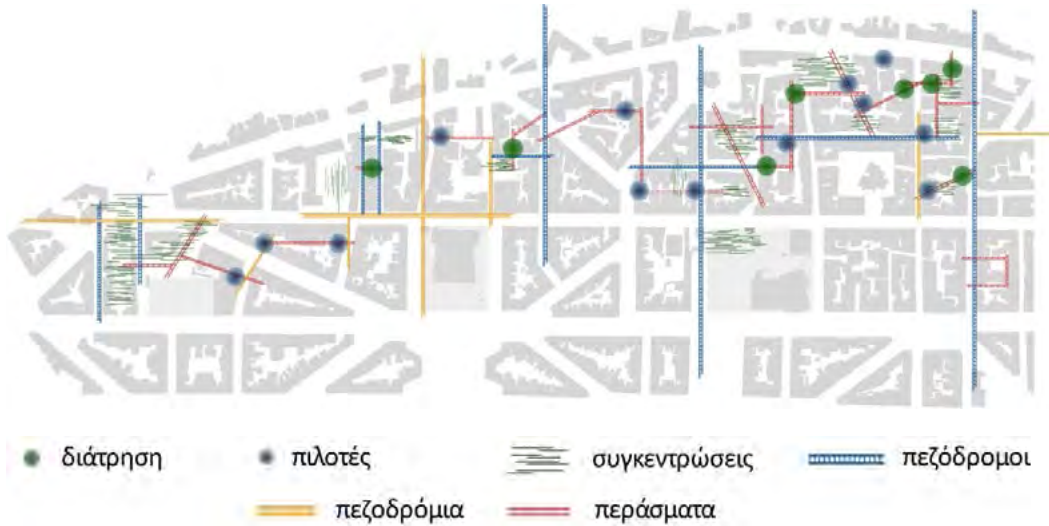 διάτρηση πιλοτές συγκεντρώσεις πεζόδρομοι
πεζοδρόμια περάσματα